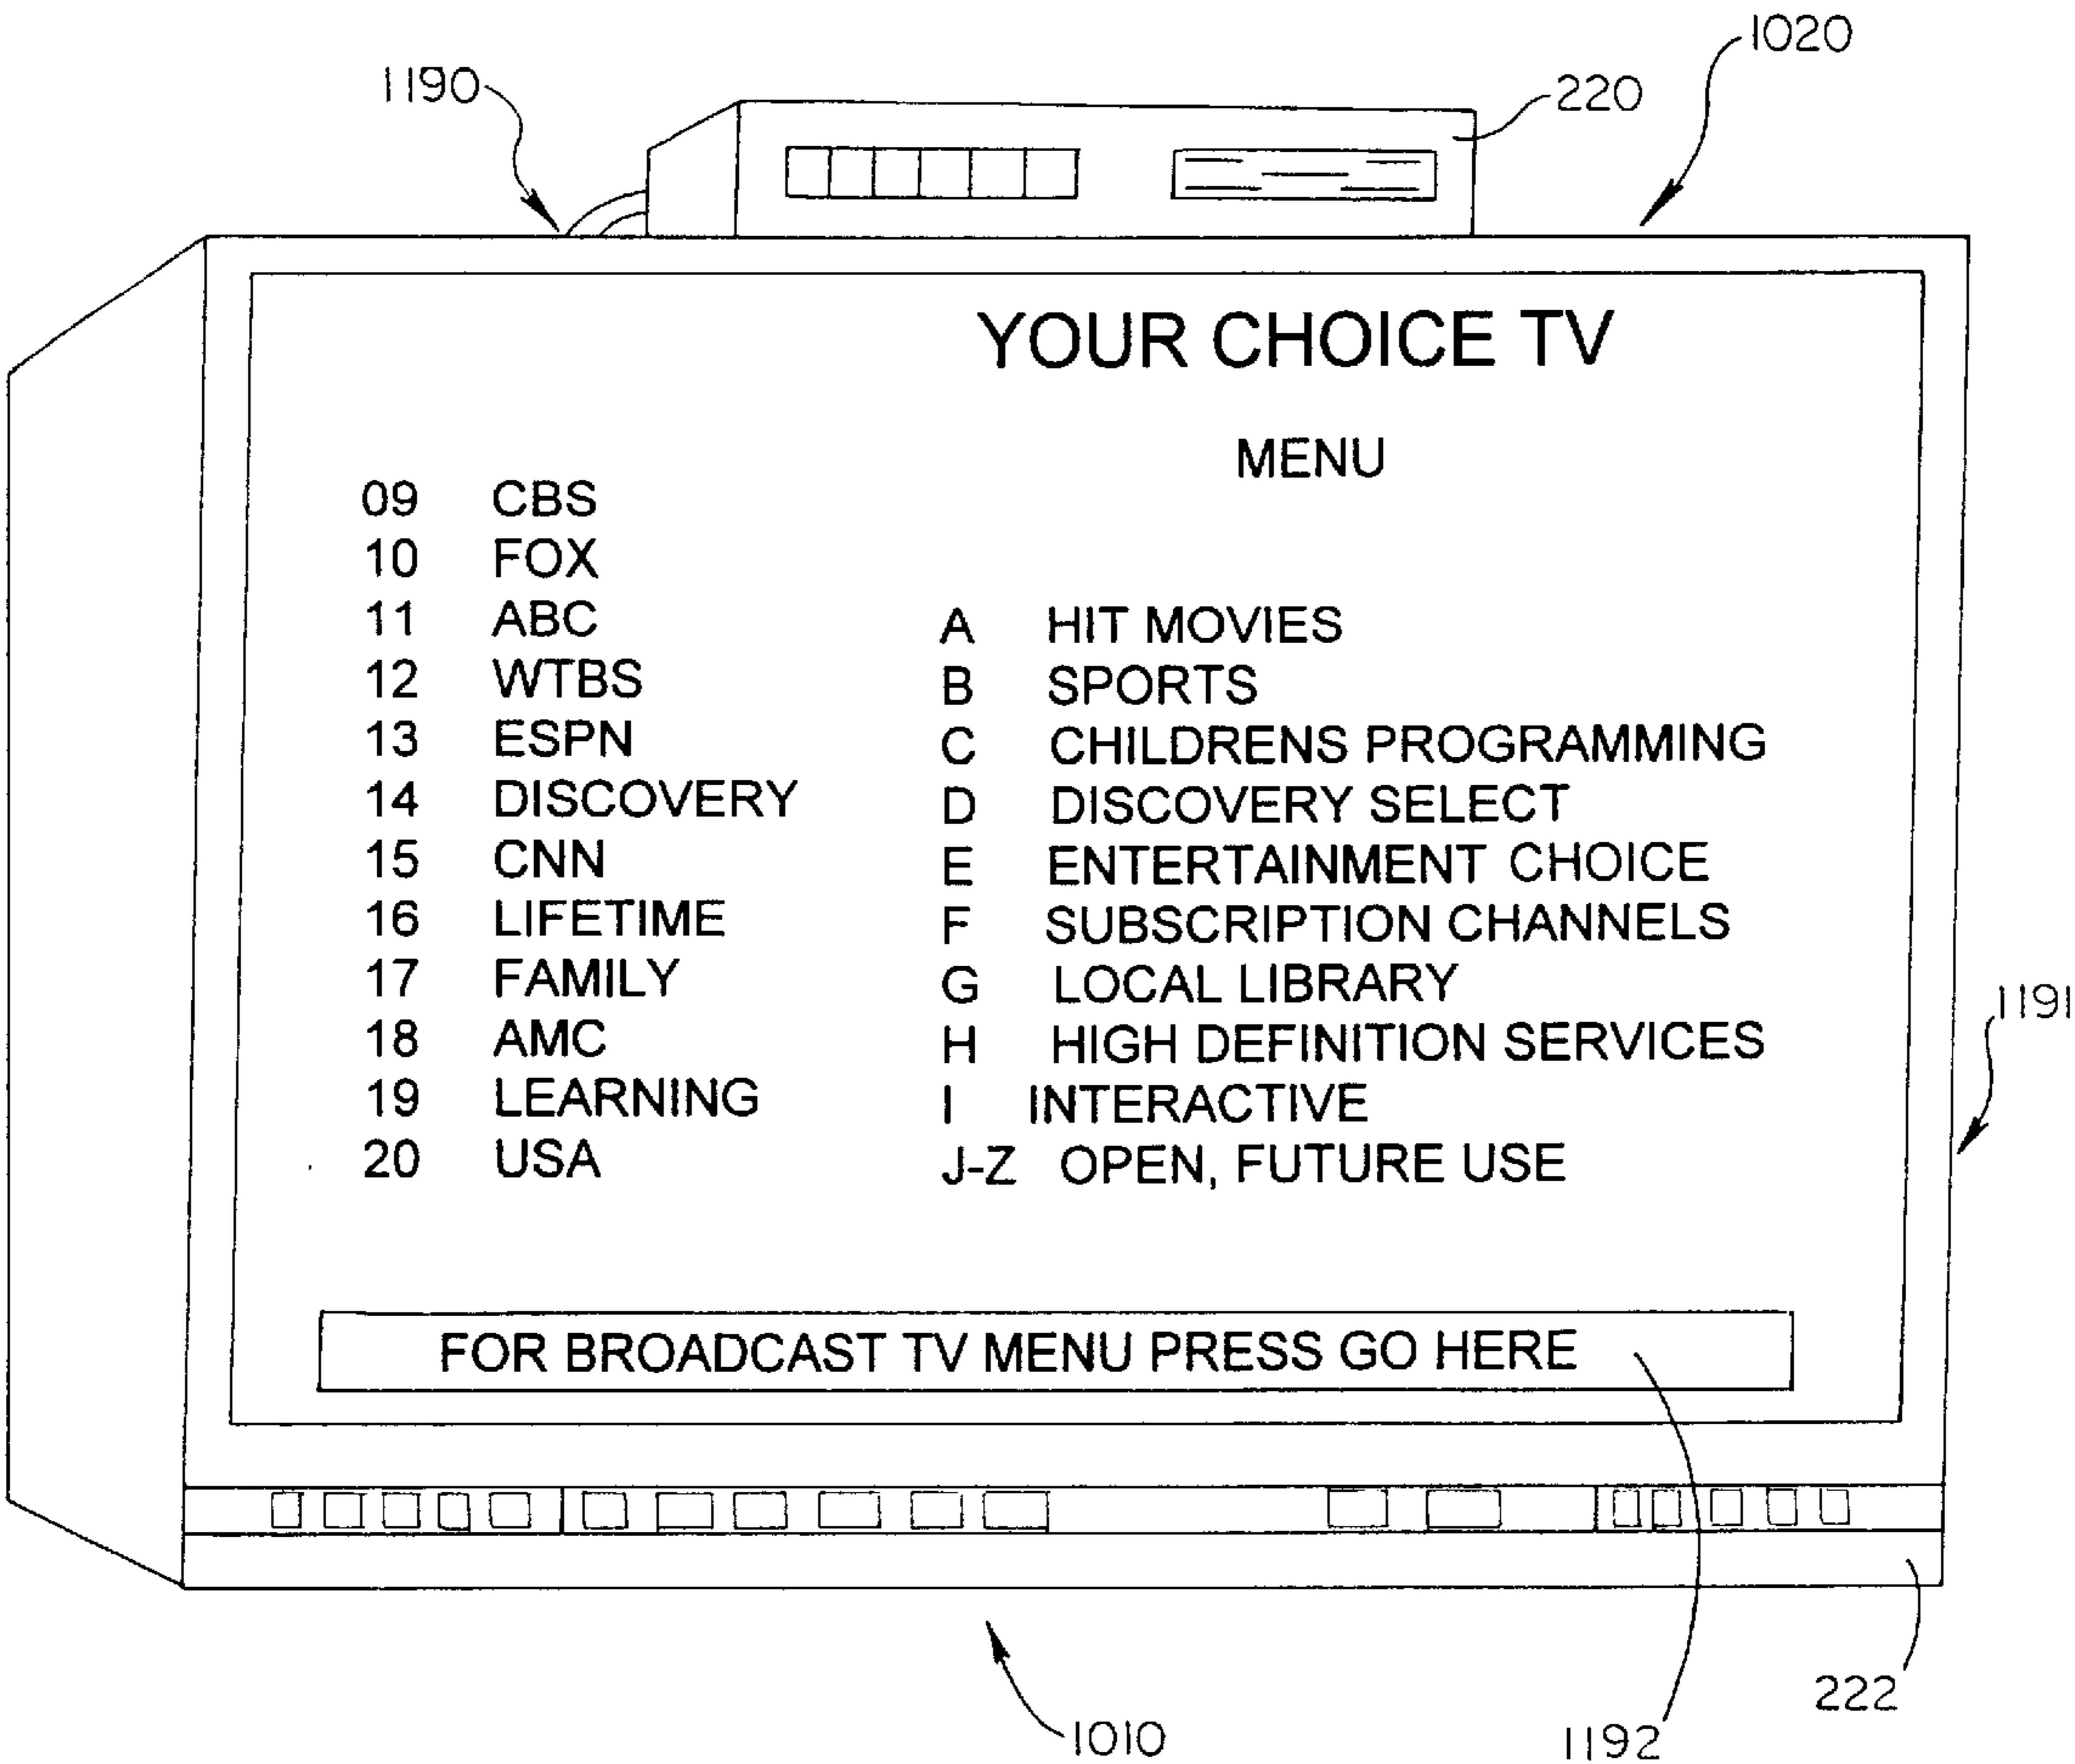 1020
1190
220
YOUR CHOICE TV
MENU
09 CBS
10 FOX
11 ABC
12 WTBS
13 ESPN
14 DISCOVERY
15 CNN
16 LIFETIME
17 FAMILY
18 AMC
19 LEARNING
20 USA
A HIT MOVIES
B SPORTS
C CHILDRENS PROGRAMMING
D DISCOVERY SELECT
E ENTERTAINMENT CHOICE
F SUBSCRIPTION CHANNELS
G LOCAL LIBRARY
H HIGH DEFINITION SERVICES
I INTERACTIVE
J-Z OPEN, FUTURE USE
1191
FOR BROADCAST TV MENU PRESS GO HERE
222
1010
1192